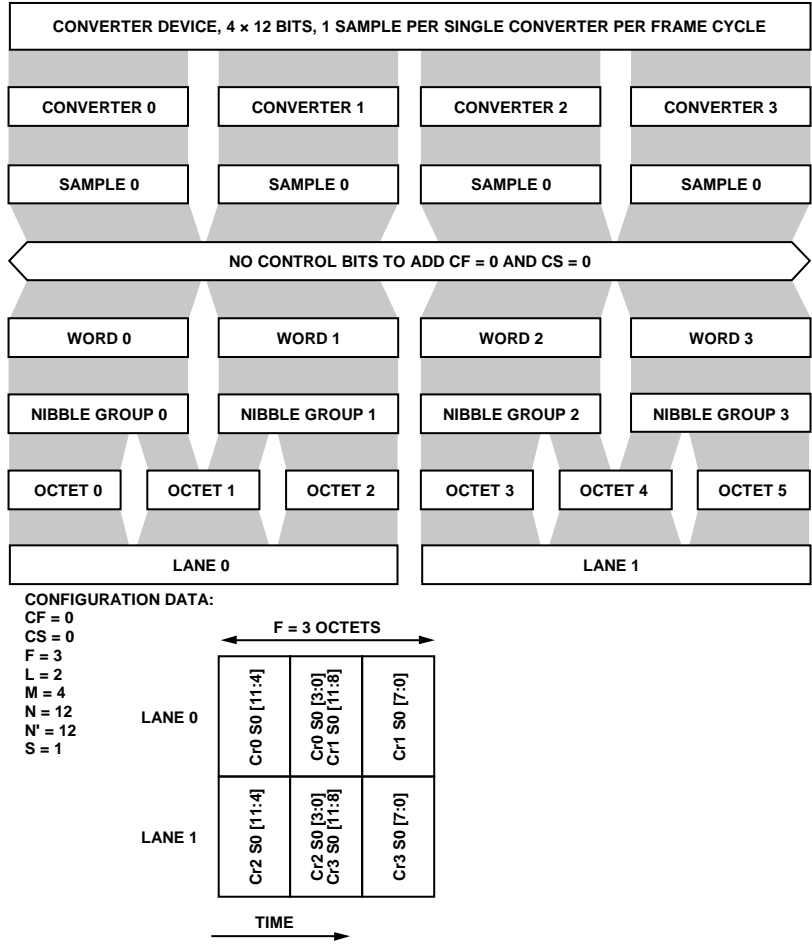 CONVERTER DEVICE, 4 × 12 BITS, 1 SAMPLE PER SINGLE CONVERTER PER FRAME CYCLE
CONVERTER 0 CONVERTER 1 CONVERTER 2 CONVERTER 3
SAMPLE 0 SAMPLE 0 SAMPLE 0 SAMPLE 0
NO CONTROL BITS TO ADD CF = 0 AND CS = 0
WORD 0 WORD 1 WORD 2 WORD 3
NIBBLE GROUP 0 NIBBLE GROUP 1 NIBBLE GROUP 2 NIBBLE GROUP 3
OCTET 0 OCTET 1 OCTET 2 OCTET 3 OCTET 4 OCTET 5
LANE 0 LANE 1
CONFIGURATION DATA:
CF = 0
CS = 0
F = 3
L = 2
M = 4
N = 12
N' = 12
S = 1
F = 3 OCTETS
LANE 0
Cr0 S0 [11:4]
Cr0 S0 [3:0]
Cr1 S0 [11:8]
Cr1 S0 [7:0]
LANE 1
Cr2 S0 [11:4]
Cr2 S0 [3:0]
Cr3 S0 [11:8]
Cr3 S0 [7:0]
TIME